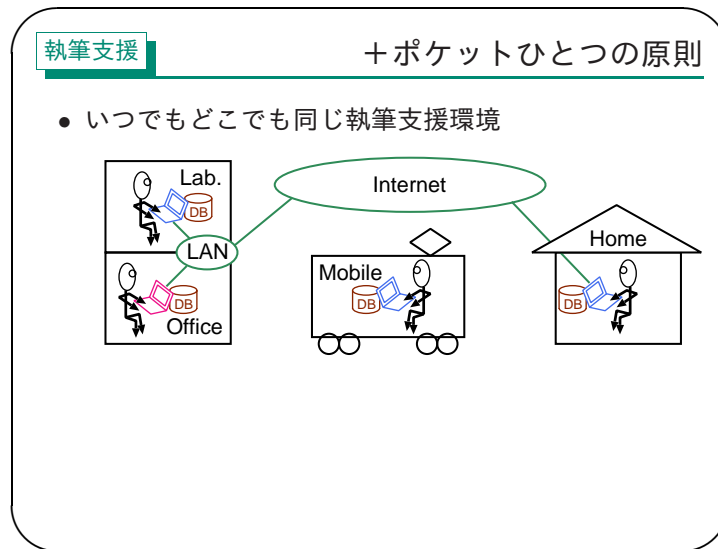 執筆支援
＋ポケットひとつの原則
● いつでもどこでも同じ執筆支援環境
Lab.
DB
Internet
LAN
Home
Mobile
DB
DB
DB
Office